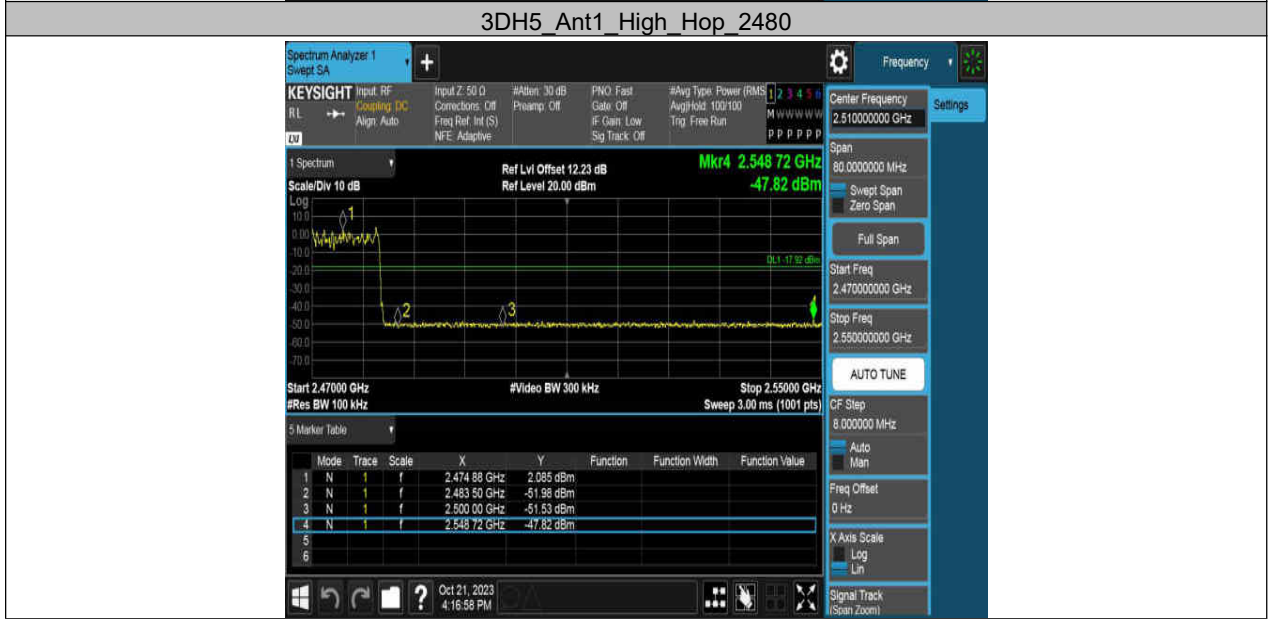 3DH5_Ant1_High_Hop_2480
Spectrum Analyzer 1
Swept SA
+
Frequency
KEYSIGHT
RL
LXI
Input: RF
Coupling: DC
Align: Auto
Input Z: 50 Ω
Corrections: Off
Freq Ref: Int (S)
NFE: Adaptive
#Atten: 30 dB
Preamp: Off
PNO: Fast
Gate: Off
IF Gain: Low
Sig Track: Off
#Avg Type: Power (RMS
Avg|Hold: 100/100
Trig: Free Run
1 2 3 4 5 6
M W W W W W
P P P P P P
Center Frequency
2.510000000 GHz
Settings
Span
80.0000000 MHz
Swept Span
Zero Span
Full Span
Start Freq
2.470000000 GHz
Stop Freq
2.550000000 GHz
AUTO TUNE
CF Step
8.000000 MHz
Auto
Man
Freq Offset
0 Hz
X Axis Scale
Log
Lin
Signal Track
(Span Zoom)
1 Spectrum
Scale/Div 10 dB
Ref Lvl Offset 12.23 dB
Ref Level 20.00 dBm
Mkr4 2.548 72 GHz
-47.82 dBm
Log
10.0
0.00
-10.0
-20.0
-30.0
-40.0
-50.0
-60.0
-70.0
1
2
3
DL1 -17.92 dBm
Start 2.47000 GHz
#Res BW 100 kHz
#Video BW 300 kHz
Stop 2.55000 GHz
Sweep 3.00 ms (1001 pts)
5 Marker Table
Mode Trace Scale X Y Function Function Width Function Value
1 N 1 f 2.474 88 GHz 2.085 dBm
2 N 1 f 2.483 50 GHz -51.98 dBm
3 N 1 f 2.500 00 GHz -51.53 dBm
4 N 1 f 2.548 72 GHz -47.82 dBm
5
6
?
Oct 21, 2023
4:16:58 PM